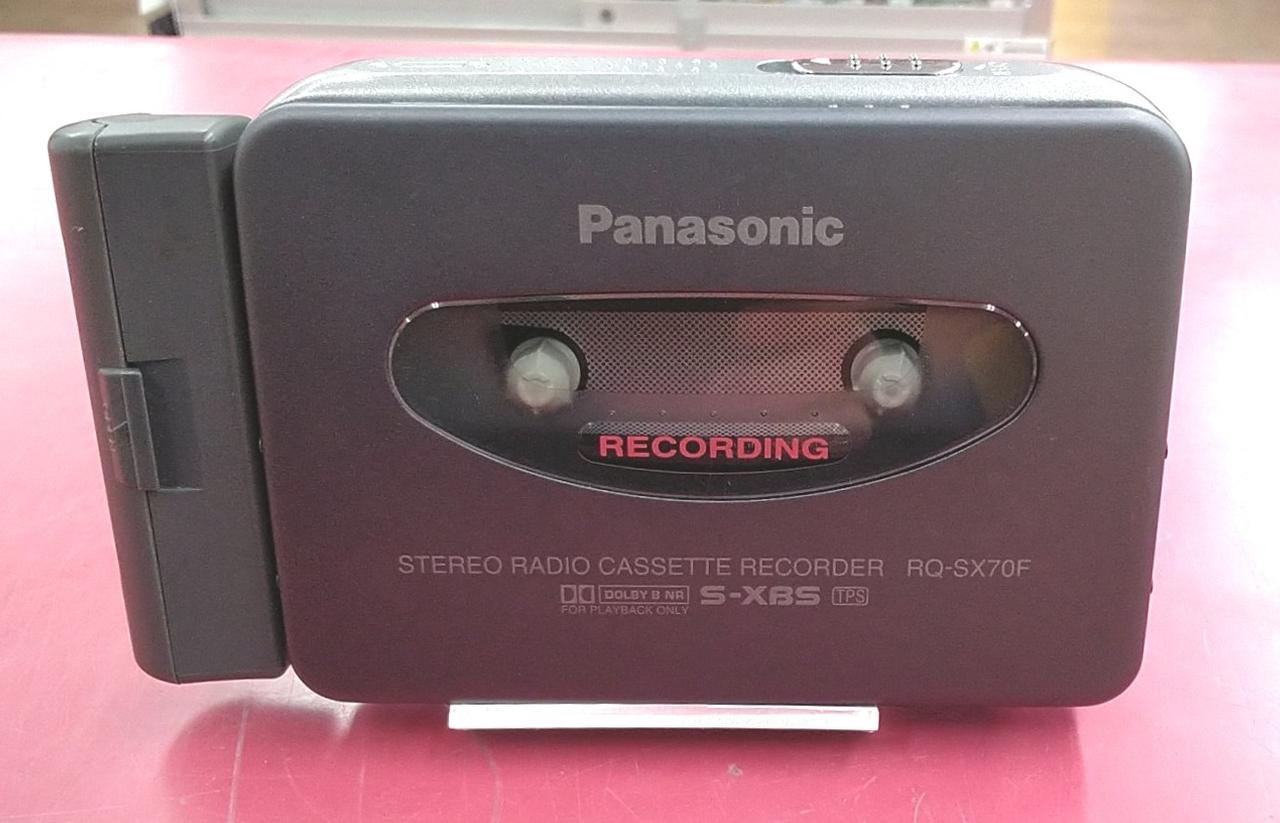 Panasonic
RECORDING
STEREO RADIO CASSETTE RECORDER RQ-SX70F
DOLBY B NR S-XBS TPS
FOR PLAYBACK ONLY